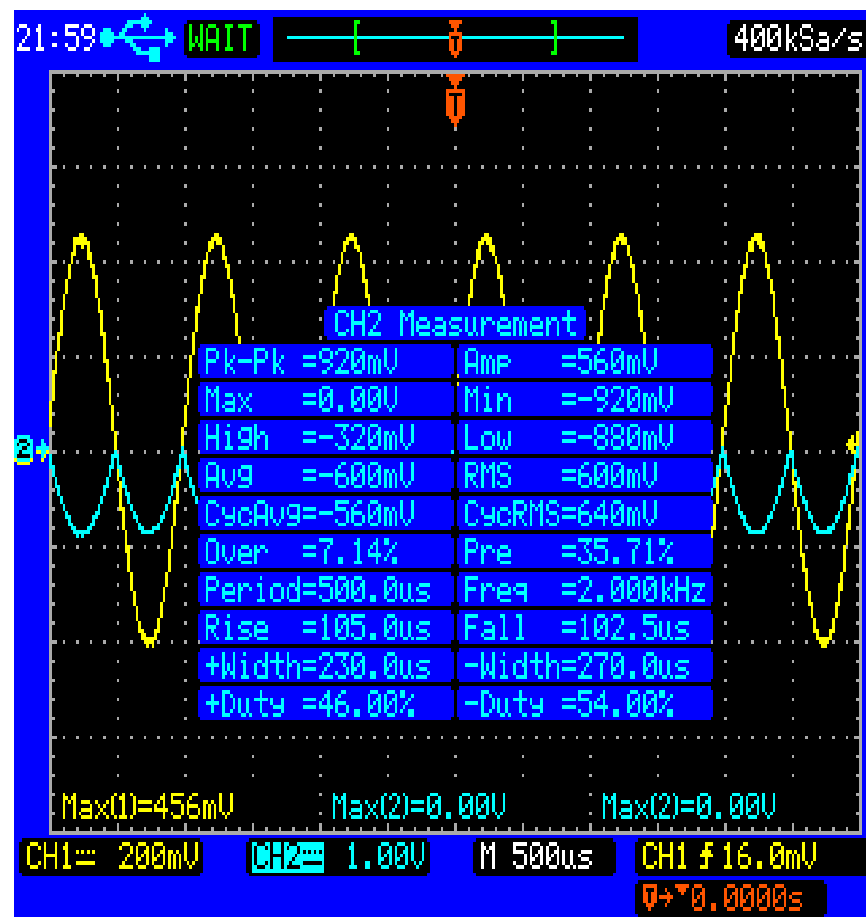 21:59 WAIT T 400kSa/s
T
CH2 Measurement
Pk-Pk =920mV Amp =560mV
Max =0.00V Min =-920mV
High =-320mV Low =-880mV
2
Avg =-600mV RMS =600mV
CycAvg=-560mV CycRMS=640mV
Over =7.14% Pre =35.71%
Period=500.0us Freq =2.000kHz
Rise =105.0us Fall =102.5us
+Width=230.0us -Width=270.0us
+Duty =46.00% -Duty =54.00%
Max(1)=456mV Max(2)=0.00V Max(2)=0.00V
CH1 200mV CH2 1.00V M 500us CH1 16.0mV
T 0.0000s